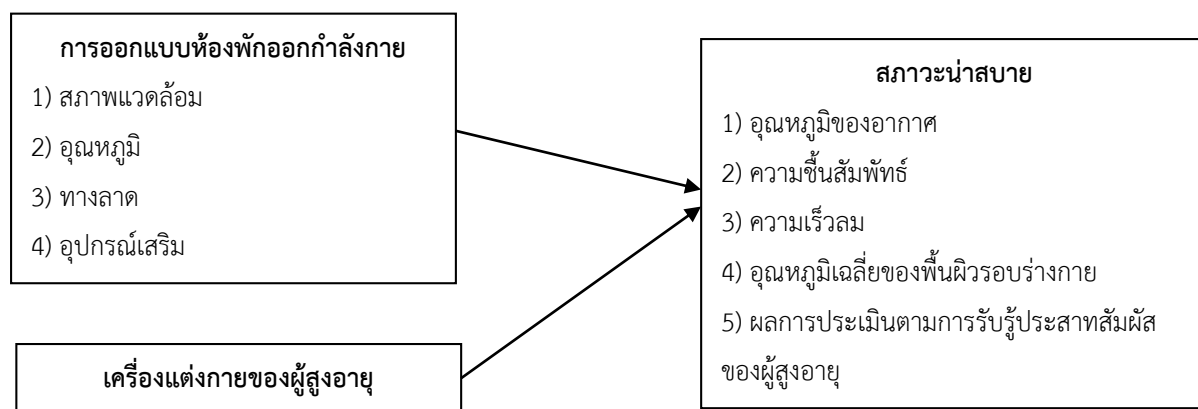 การออกแบบห้องพักออกกำลังกาย
1) สภาพแวดล้อม
2) อุณหภูมิ
3) ทางลาด
4) อุปกรณ์เสริม
เครื่องแต่งกายของผู้สูงอายุ
สภาวะน่าสบาย
1) อุณหภูมิของอากาศ
2) ความชื้นสัมพัทธ์
3) ความเร็วลม
4) อุณหภูมิเฉลี่ยของพื้นผิวรอบร่างกาย
5) ผลการประเมินตามการรับรู้ประสาทสัมผัส
ของผู้สูงอายุ